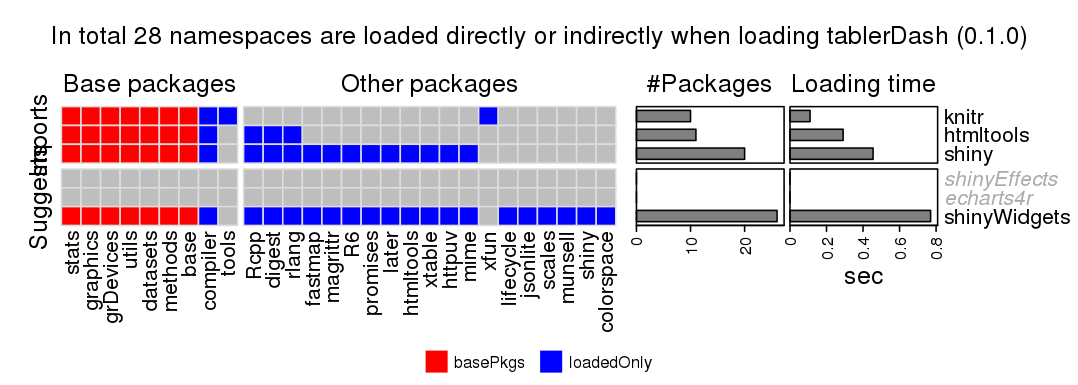 In total 28 namespaces are loaded directly or indirectly when loading tablerDash (0.1.0)
Base packages
Other packages
#Packages
Loading time
Imports
Suggests
knitr
htmltools
shiny
shinyEffects
echarts4r
shinyWidgets
stats
graphics
grDevices
utils
datasets
methods
base
compiler
tools
Rcpp
digest
rlang
fastmap
magrittr
R6
promises
later
htmltools
xtable
httpuv
mime
xfun
lifecycle
jsonlite
scales
munsell
shiny
colorspace
0
10
20
0
0.2
0.4
0.6
0.8
sec
basePkgs
loadedOnly